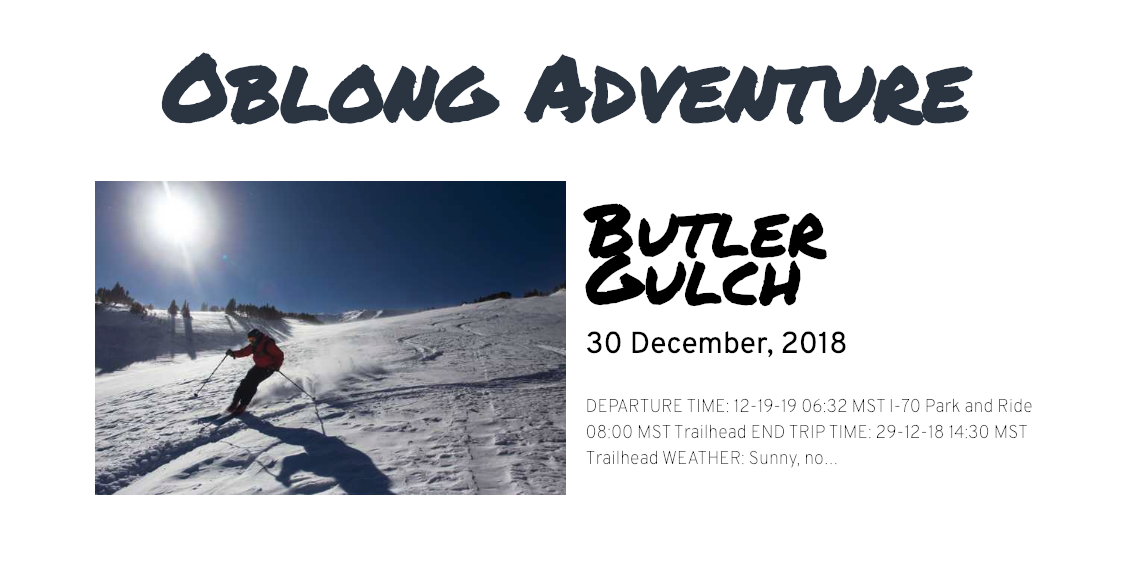 Oblong Adventure
Butler
Gulch
30 December, 2018
DEPARTURE TIME: 12-19-19 06:32 MST I-70 Park and Ride
08:00 MST Trailhead END TRIP TIME: 29-12-18 14:30 MST
Trailhead WEATHER: Sunny, no...